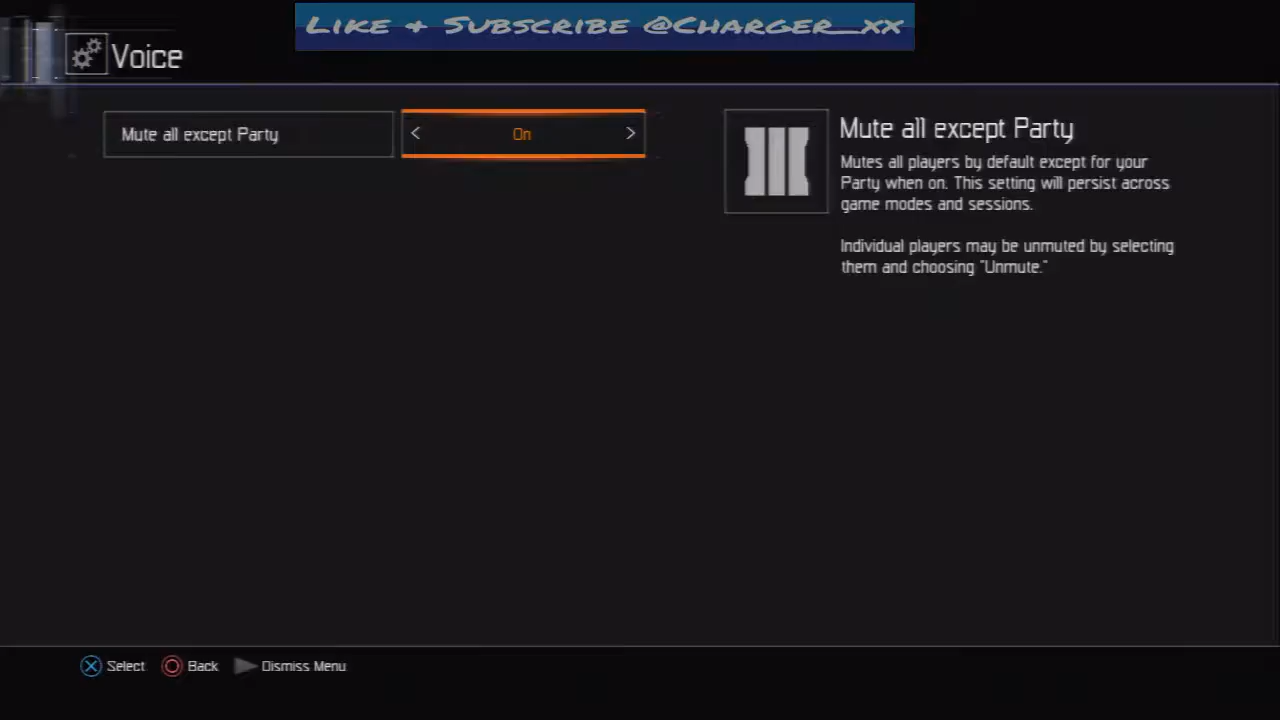 Like & Subscribe @Charger_xx
Voice
Mute all except Party
< On >
Mute all except Party
Mutes all players by default except for your
Party when on. This setting will persist across
game modes and sessions.
Individual players may be unmuted by selecting
them and choosing "Unmute."
Select Back Dismiss Menu